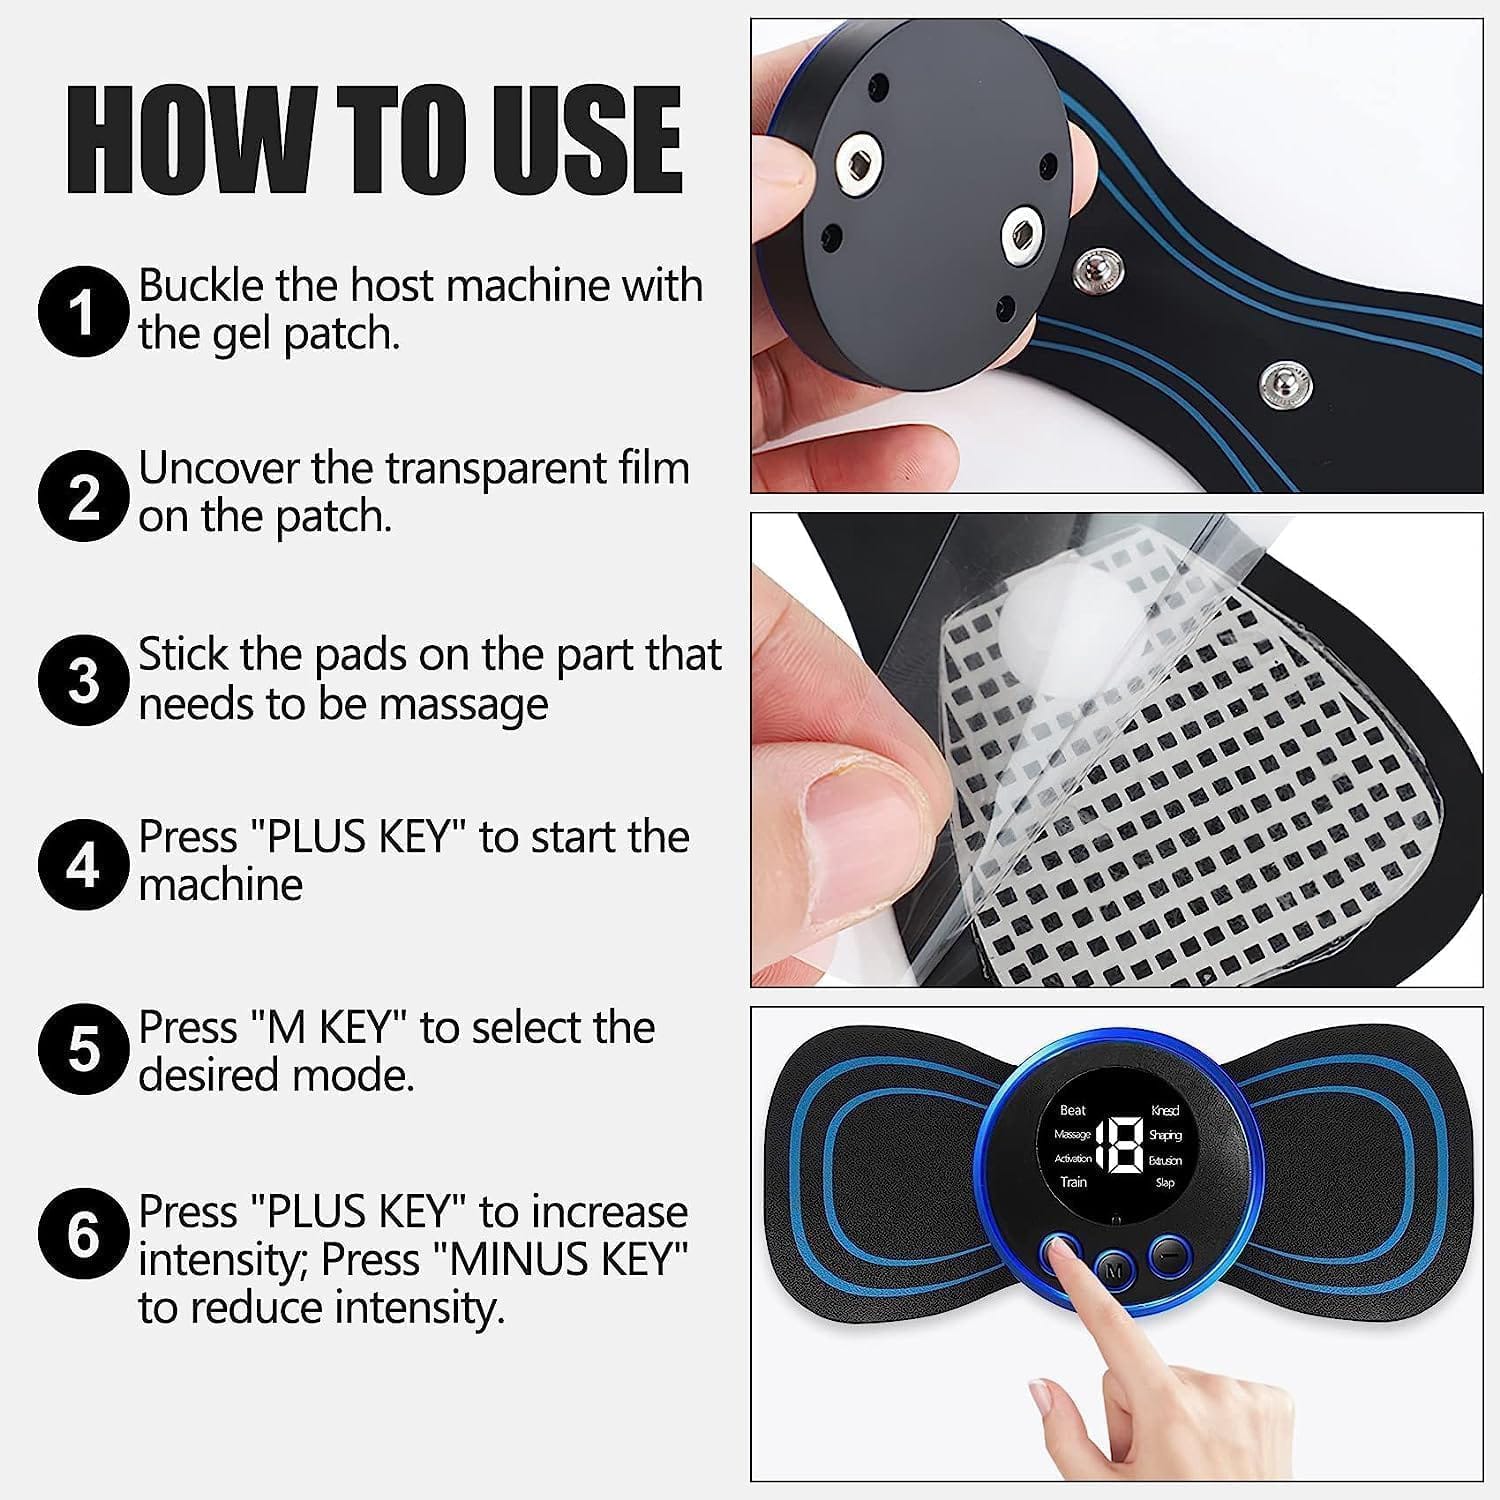 HOW TO USE
1 Buckle the host machine with
the gel patch.
2 Uncover the transparent film
on the patch.
3 Stick the pads on the part that
needs to be massage
4 Press "PLUS KEY" to start the
machine
5 Press "M KEY" to select the
desired mode.
6 Press "PLUS KEY" to increase
intensity; Press "MINUS KEY"
to reduce intensity.
Beat Knesd
Massage 18 Shaping
Activation Extrusion
Train Slap
M −